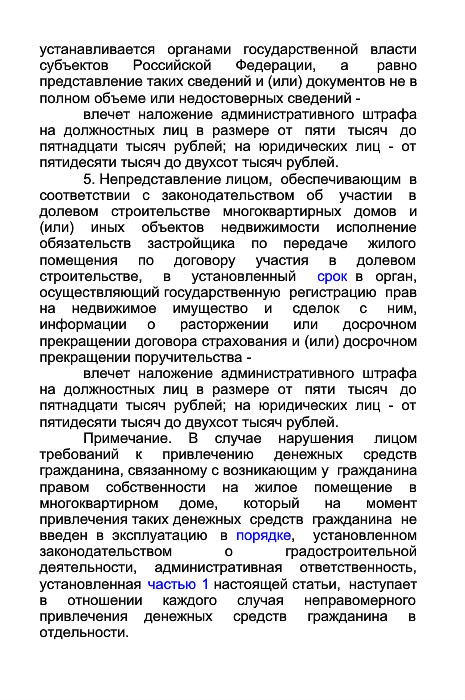 устанавливается органами государственной власти
субъектов Российской Федерации, а равно
представление таких сведений и (или) документов не в
полном объеме или недостоверных сведений -
влечет наложение административного штрафа
на должностных лиц в размере от пяти тысяч до
пятнадцати тысяч рублей; на юридических лиц - от
пятидесяти тысяч до двухсот тысяч рублей.
5. Непредставление лицом, обеспечивающим в
соответствии с законодательством об участии в
долевом строительстве многоквартирных домов и
(или) иных объектов недвижимости исполнение
обязательств застройщика по передаче жилого
помещения по договору участия в долевом
строительстве, в установленный срок в орган,
осуществляющий государственную регистрацию прав
на недвижимое имущество и сделок с ним,
информации о расторжении или досрочном
прекращении договора страхования и (или) досрочном
прекращении поручительства -
влечет наложение административного штрафа
на должностных лиц в размере от пяти тысяч до
пятнадцати тысяч рублей; на юридических лиц - от
пятидесяти тысяч до двухсот тысяч рублей.
Примечание. В случае нарушения лицом
требований к привлечению денежных средств
гражданина, связанному с возникающим у гражданина
правом собственности на жилое помещение в
многоквартирном доме, который на момент
привлечения таких денежных средств гражданина не
введен в эксплуатацию в порядке, установленном
законодательством о градостроительной
деятельности, административная ответственность,
установленная частью 1 настоящей статьи, наступает
в отношении каждого случая неправомерного
привлечения денежных средств гражданина в
отдельности.